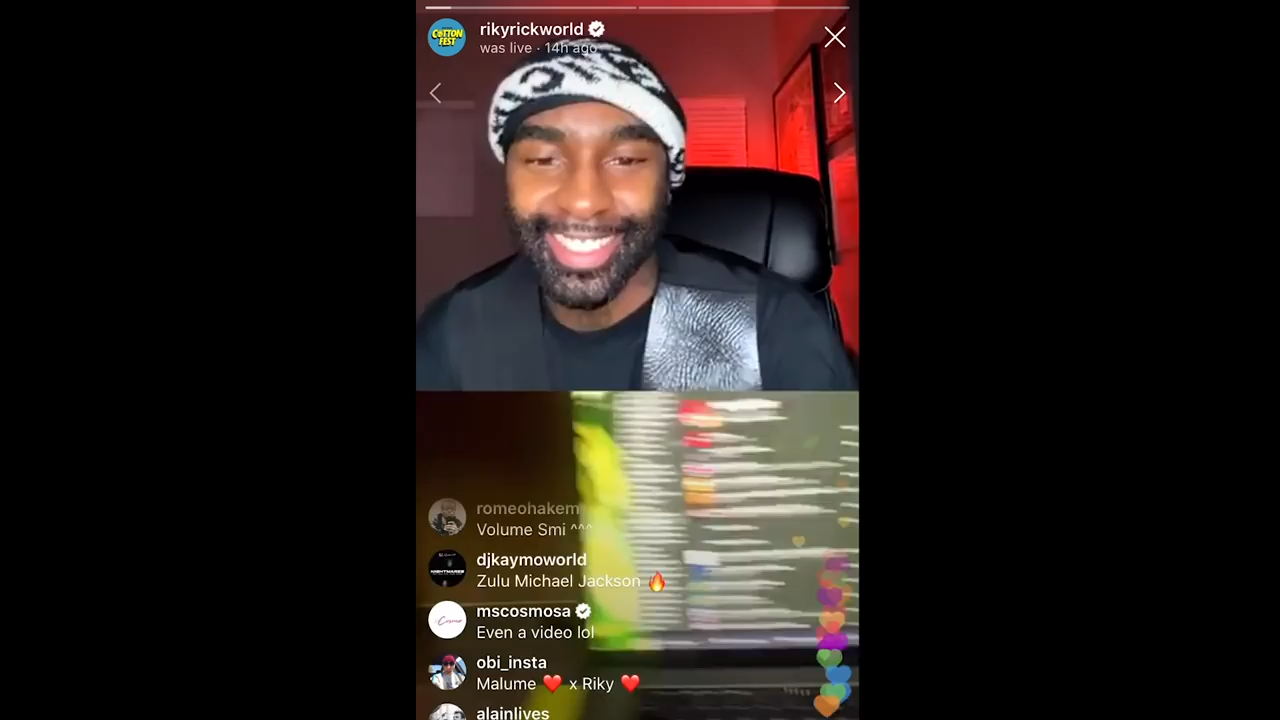 COTTON
FEST
rikyrickworld
was live · 14h ago
romeohakem
Volume Smi ^^^
djkaymoworld
Zulu Michael Jackson 🔥
mscosmosa
Even a video lol
obi_insta
Malume ❤️ x Riky ❤️
alainlives